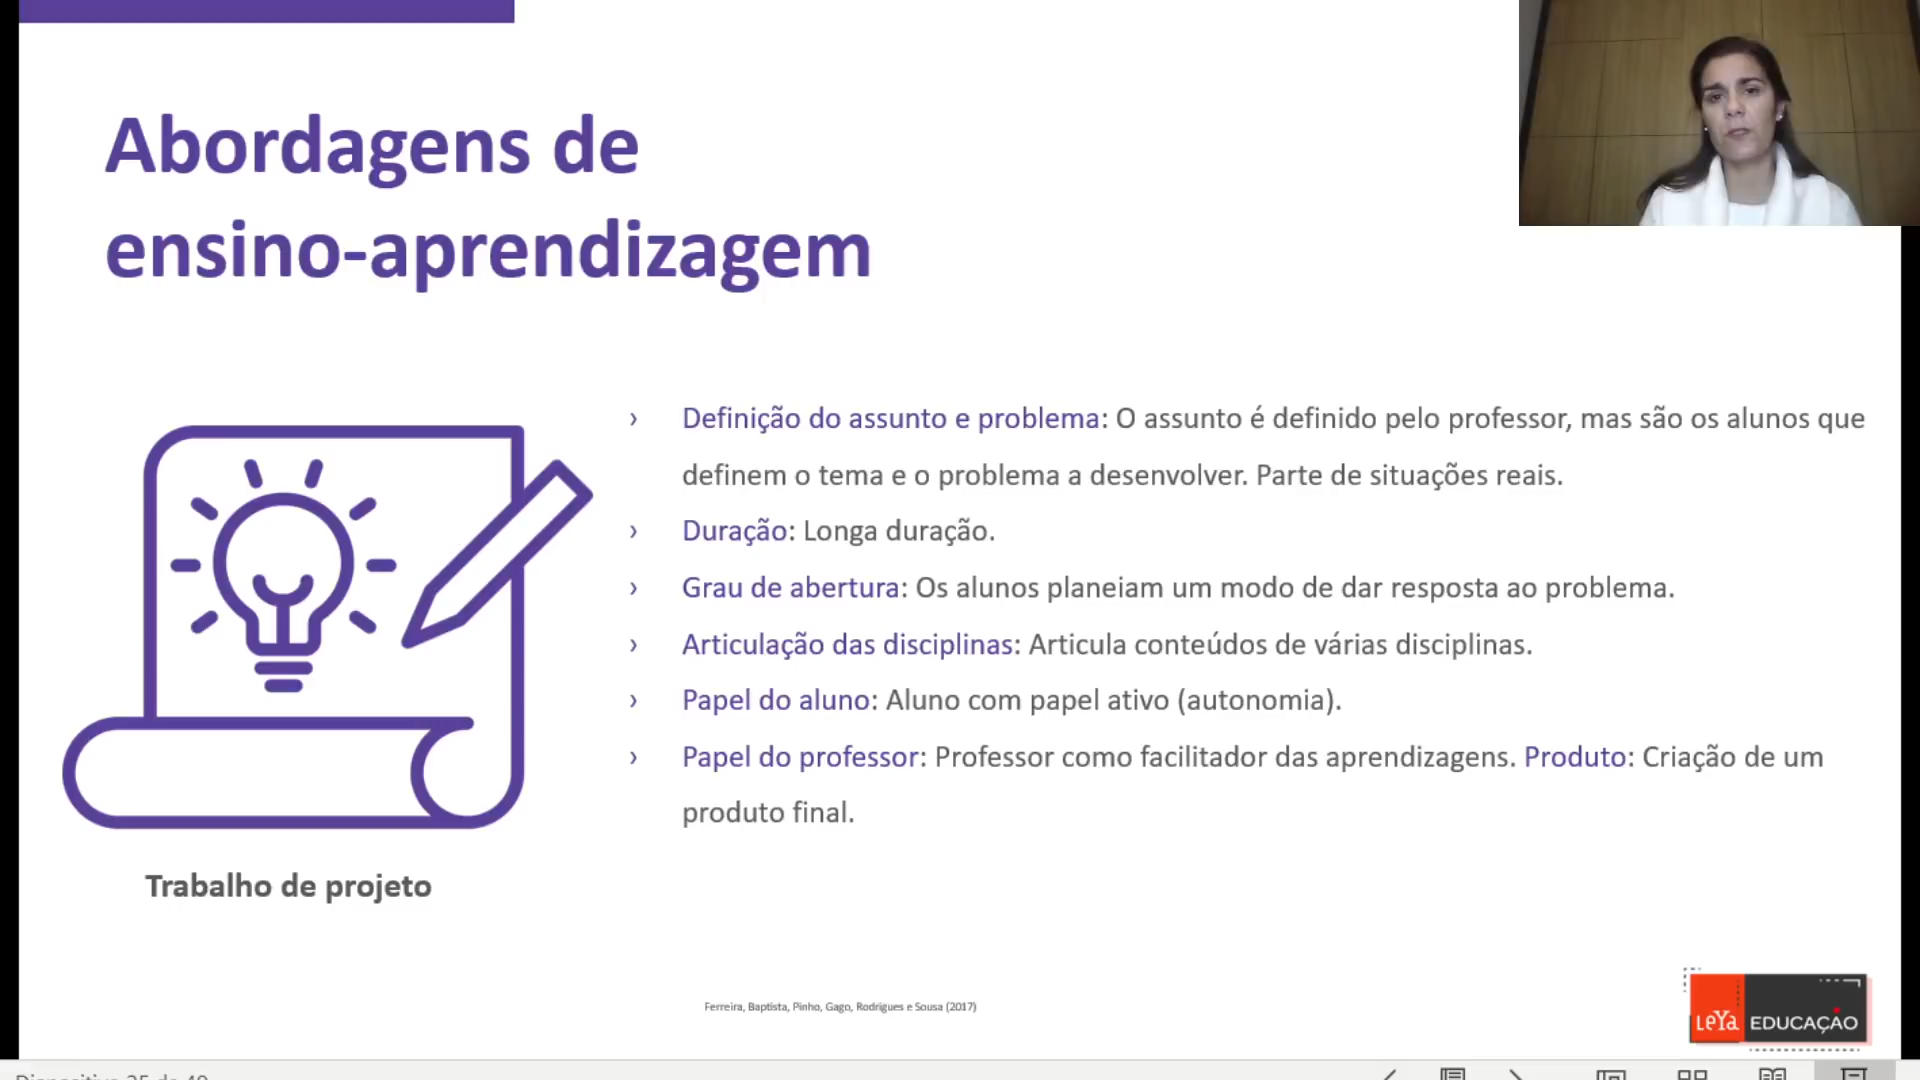 Abordagens de
ensino-aprendizagem
› Definição do assunto e problema: O assunto é definido pelo professor, mas são os alunos que
definem o tema e o problema a desenvolver. Parte de situações reais.
› Duração: Longa duração.
› Grau de abertura: Os alunos planeiam um modo de dar resposta ao problema.
› Articulação das disciplinas: Articula conteúdos de várias disciplinas.
› Papel do aluno: Aluno com papel ativo (autonomia).
› Papel do professor: Professor como facilitador das aprendizagens. Produto: Criação de um
produto final.
Trabalho de projeto
Ferreira, Baptista, Pinho, Gago, Rodrigues e Sousa (2017)
LeYa EDUCAÇÃO